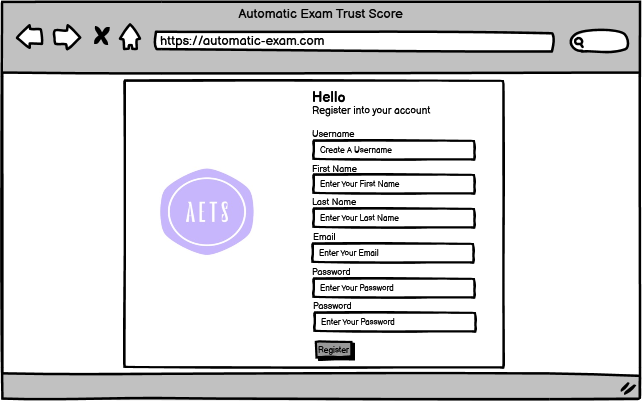 Automatic Exam Trust Score
https://automatic-exam.com
Hello
Register into your account
Username
Create A Username
First Name
Enter Your First Name
Last Name
Enter Your Last Name
Email
Enter Your Email
Password
Enter Your Password
Password
Enter Your Password
Register
AETS